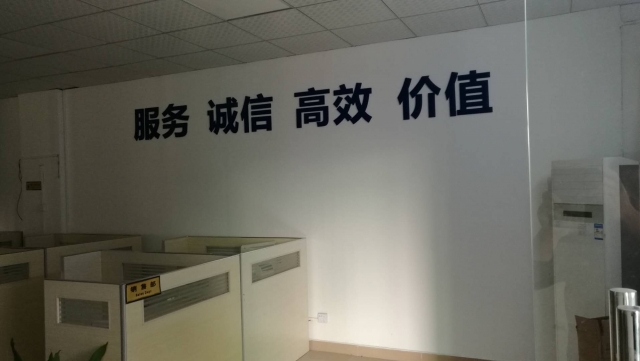 服务 诚信 高效 价值